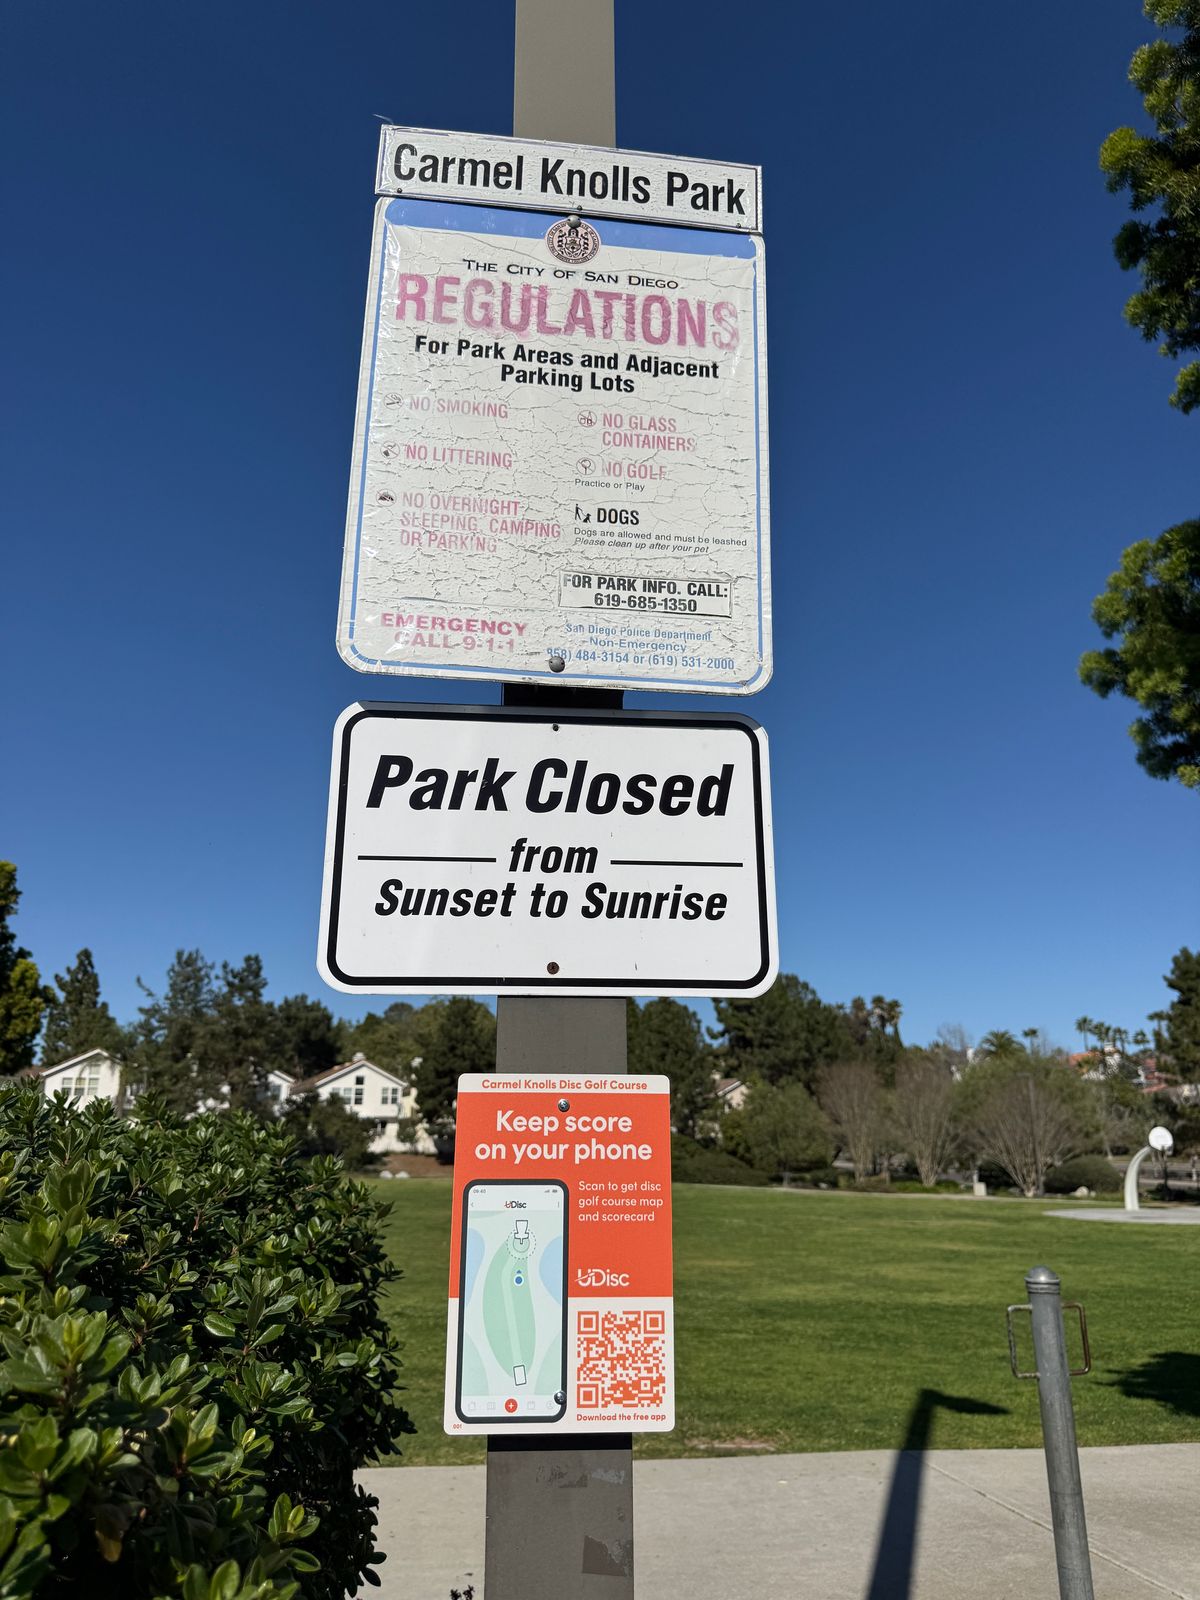 Carmel Knolls Park
THE CITY OF SAN DIEGO
REGULATIONS
For Park Areas and Adjacent
Parking Lots
NO SMOKING
NO LITTERING
NO OVERNIGHT
SLEEPING, CAMPING
OR PARKING
NO GLASS
CONTAINERS
NO GOLF
Practice or Play
DOGS
Dogs are allowed and must be leashed
Please clean up after your pet
FOR PARK INFO. CALL:
619-685-1350
EMERGENCY
CALL 9-1-1
San Diego Police Department
Non-Emergency
858) 484-3154 or (619) 531-2000
Park Closed
from
Sunset to Sunrise
Carmel Knolls Disc Golf Course
Keep score
on your phone
Scan to get disc
golf course map
and scorecard
09:40
UDisc
UDisc
Download the free app
001